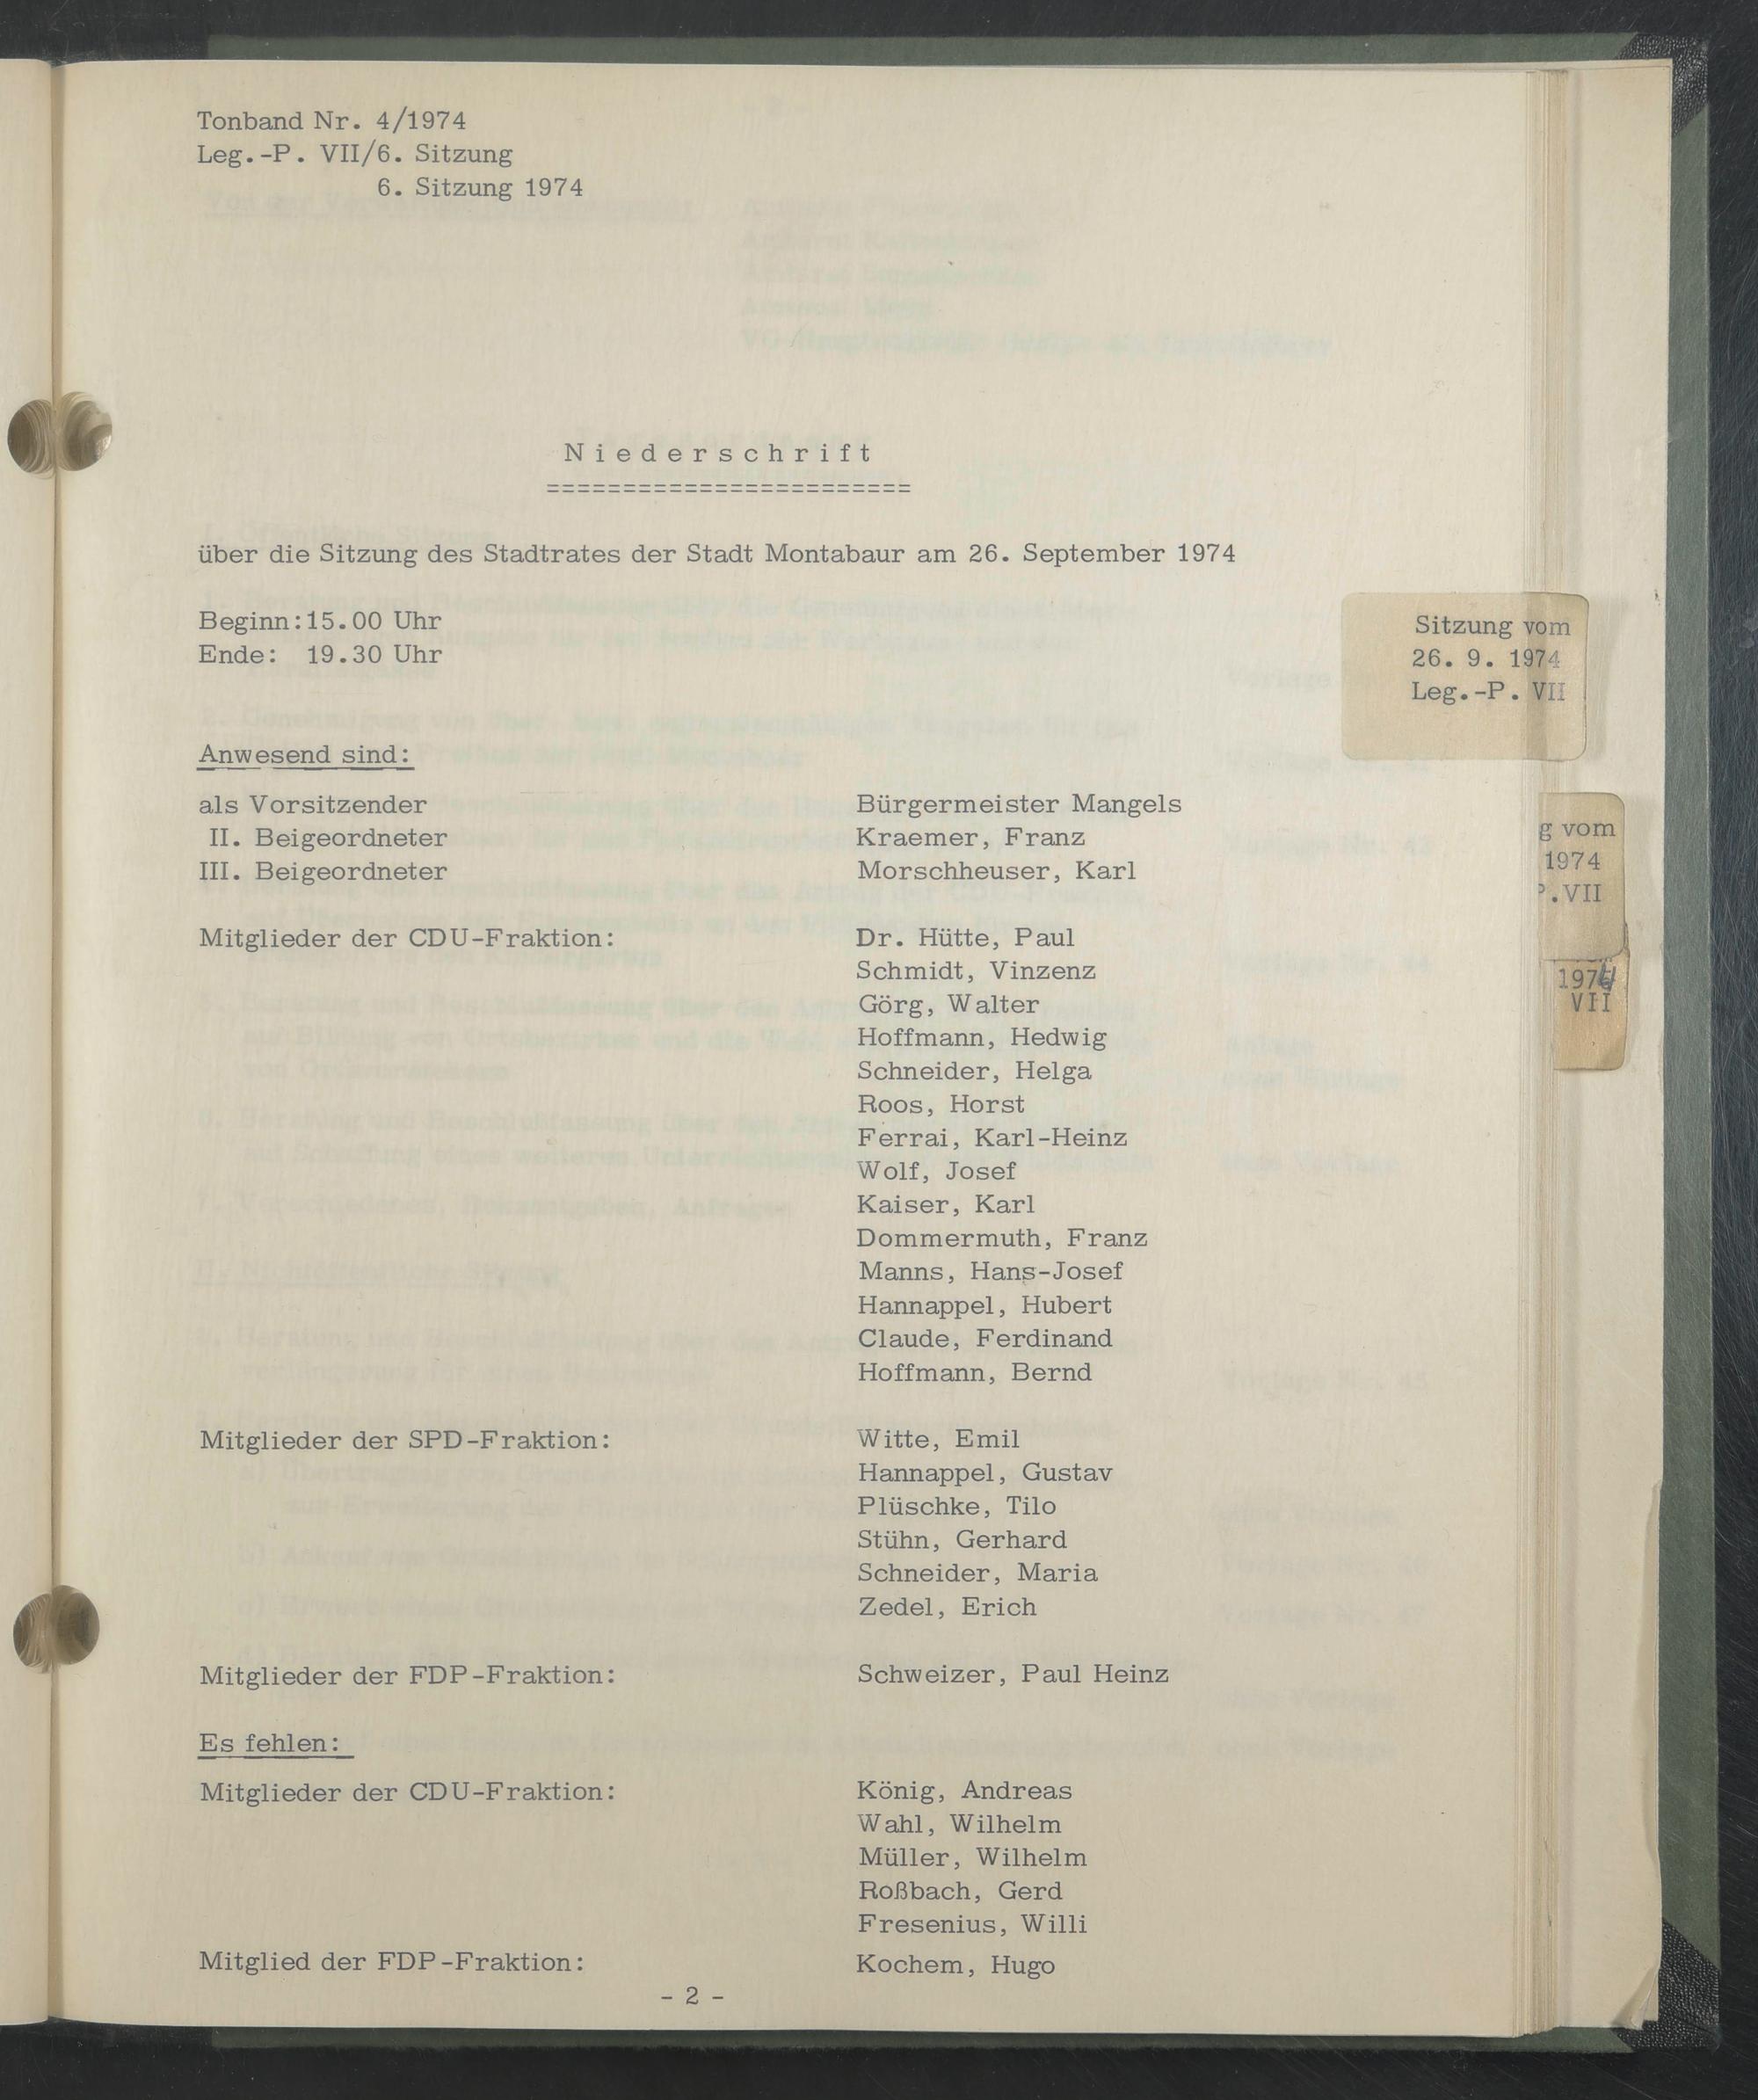 Tonband Nr. 4/1974
Leg.-P. VII/6. Sitzung
6. Sitzung 1974
Niederschrift
========================
über die Sitzung des Stadtrates der Stadt Montabaur am 26. September 1974
Beginn: 15.00 Uhr
Ende: 19.30 Uhr
Sitzung vom
26. 9. 1974
Leg.-P. VII
Anwesend sind:
als Vorsitzender Bürgermeister Mangels
II. Beigeordneter Kraemer, Franz
III. Beigeordneter Morschheuser, Karl
g vom
1974
P.VII
Mitglieder der CDU-Fraktion: Dr. Hütte, Paul
Schmidt, Vinzenz
Görg, Walter
Hoffmann, Hedwig
Schneider, Helga
Roos, Horst
Ferrai, Karl-Heinz
Wolf, Josef
Kaiser, Karl
Dommermuth, Franz
Manns, Hans-Josef
Hannappel, Hubert
Claude, Ferdinand
Hoffmann, Bernd
1974
VII
Mitglieder der SPD-Fraktion: Witte, Emil
Hannappel, Gustav
Plüschke, Tilo
Stühn, Gerhard
Schneider, Maria
Zedel, Erich
Mitglieder der FDP-Fraktion: Schweizer, Paul Heinz
Es fehlen:
Mitglieder der CDU-Fraktion: König, Andreas
Wahl, Wilhelm
Müller, Wilhelm
Roßbach, Gerd
Fresenius, Willi
Mitglied der FDP-Fraktion: Kochem, Hugo
- 2 -